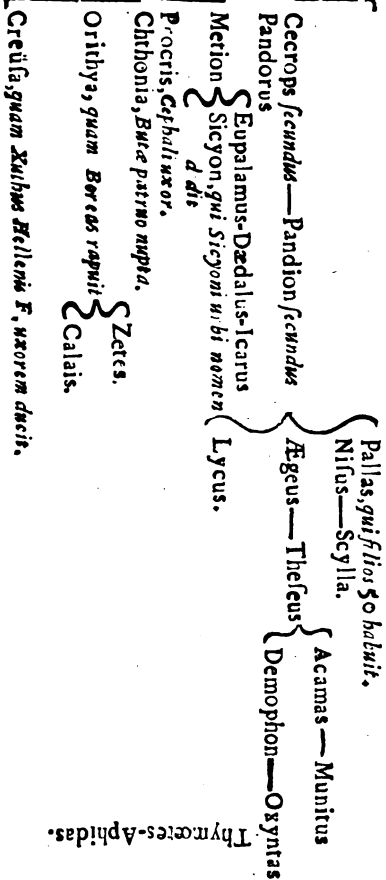 Pallas, qui filios 50 habuit.
Niſus—Scylla.
Acamas—Munitus
Cecrops ſecundus—Pandion ſecundus Ægeus—Theſeus
Pandorus Demophon—Oxyntas
Thymœtes-Aphidas.
Eupalamus-Dædalus-Icarus
Metion Sicyon, qui Sicyoni urbi nomen Lycus.
d dit
Procris, Cephali uxor.
Chthonia, Butæ patruo nupta.
Zetes.
Orithya, quam Boreas rapuit
Calais.
Creüſa, quam Xuthus Hellenis F, uxorem ducit.